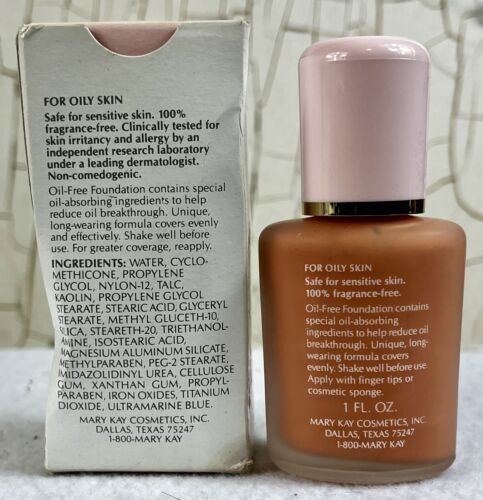 FOR OILY SKIN
Safe for sensitive skin. 100%
fragrance-free. Clinically tested for
skin irritancy and allergy by an
independent research laboratory
under a leading dermatologist.
Non-comedogenic.
Oil-Free Foundation contains special
oil-absorbing ingredients to help
reduce oil breakthrough. Unique,
long-wearing formula covers evenly
and effectively. Shake well before
use. For greater coverage, reapply.
INGREDIENTS: WATER, CYCLO-
METHICONE, PROPYLENE
GLYCOL, NYLON-12, TALC,
KAOLIN, PROPYLENE GLYCOL
STEARATE, STEARIC ACID, GLYCERYL
STEARATE, METHYL GLUCETH-10,
SILICA, STEARETH-20, TRIETHANOL-
AMINE, ISOSTEARIC ACID,
MAGNESIUM ALUMINUM SILICATE,
METHYLPARABEN, PEG-2 STEARATE,
IMIDAZOLIDINYL UREA, CELLULOSE
GUM, XANTHAN GUM, PROPYL-
PARABEN, IRON OXIDES, TITANIUM
DIOXIDE, ULTRAMARINE BLUE.
MARY KAY COSMETICS, INC.
DALLAS, TEXAS 75247
1-800-MARY KAY
FOR OILY SKIN
Safe for sensitive skin.
100% fragrance-free.
Oil-Free Foundation contains
special oil-absorbing
ingredients to help reduce oil
breakthrough. Unique, long-
wearing formula covers
evenly. Shake well before use.
Apply with finger tips or
cosmetic sponge.
1 FL. OZ.
MARY KAY COSMETICS, INC.
DALLAS, TEXAS 75247
1-800-MARY KAY